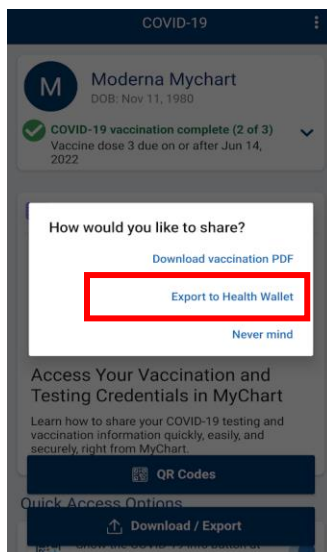 COVID-19
M
Moderna Mychart
DOB: Nov 11, 1980
COVID-19 vaccination complete (2 of 3)
Vaccine dose 3 due on or after Jun 14,
2022
How would you like to share?
Download vaccination PDF
Export to Health Wallet
Never mind
Access Your Vaccination and
Testing Credentials in MyChart
Learn how to share your COVID-19 testing and
vaccination information quickly, easily, and
securely, right from MyChart.
QR Codes
Quick Access Options
Download / Export